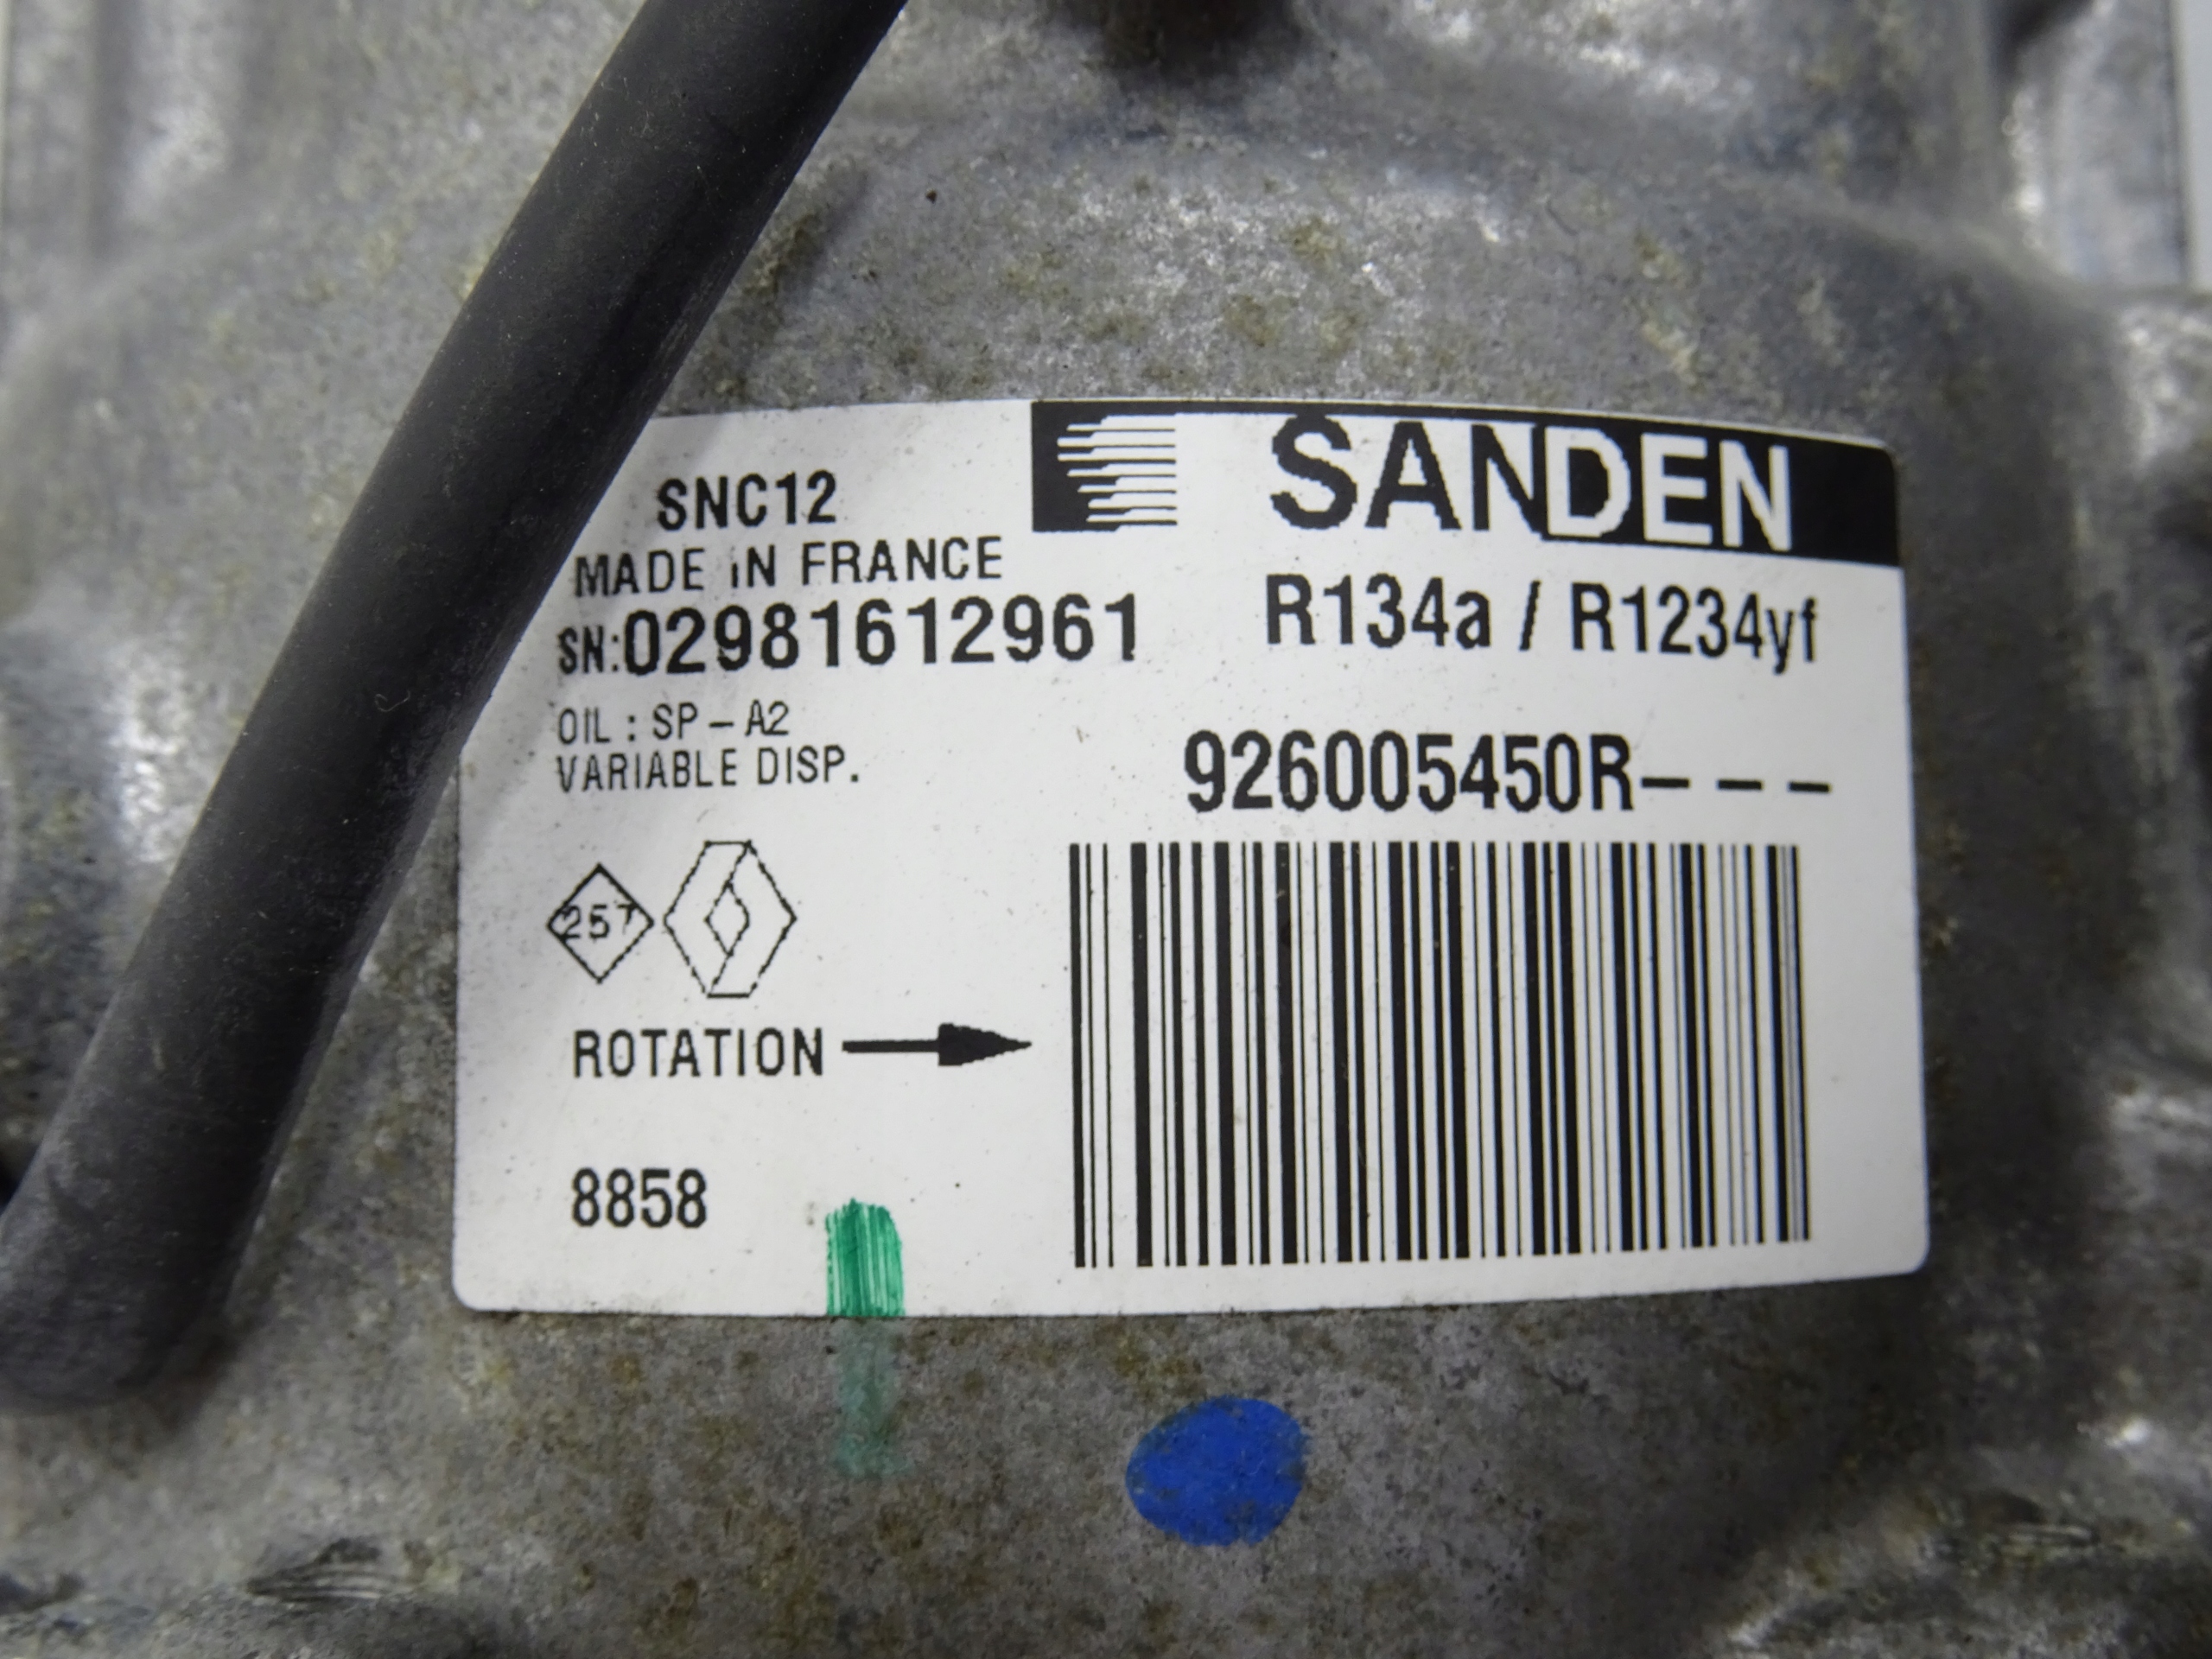 SANDEN
SNC12
MADE iN FRANCE
SN:02981612961
R134a / R1234yf
OIL : SP-A2
VARIABLE DISP.
926005450R---
257
ROTATION
8858